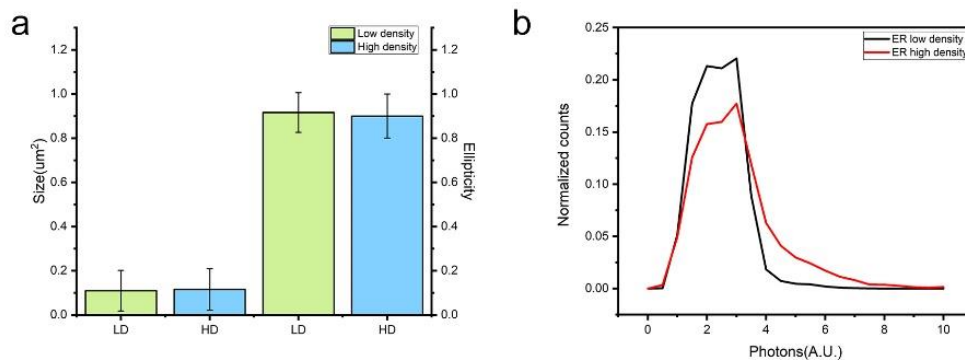 a
Low density
High density
1.2
1.0
0.8
0.6
0.4
0.2
0.0
Size(um²)
1.2
1.0
0.8
0.6
0.4
0.2
0.0
Ellipticity
LD
HD
LD
HD
b
ER low density
ER high density
0.25
0.20
0.15
0.10
0.05
0.00
Normalized counts
0
2
4
6
8
10
Photons(A.U.)